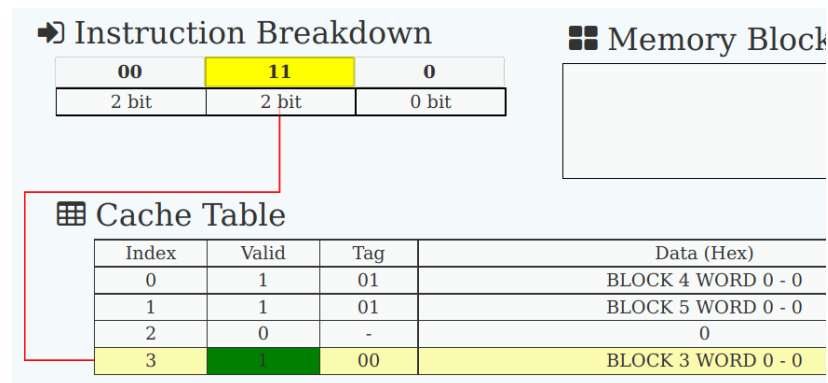 Instruction Breakdown
00 11 0
2 bit 2 bit 0 bit
Memory Block
Cache Table
Index Valid Tag Data (Hex)
0 1 01 BLOCK 4 WORD 0 - 0
1 1 01 BLOCK 5 WORD 0 - 0
2 0 - 0
3 1 00 BLOCK 3 WORD 0 - 0